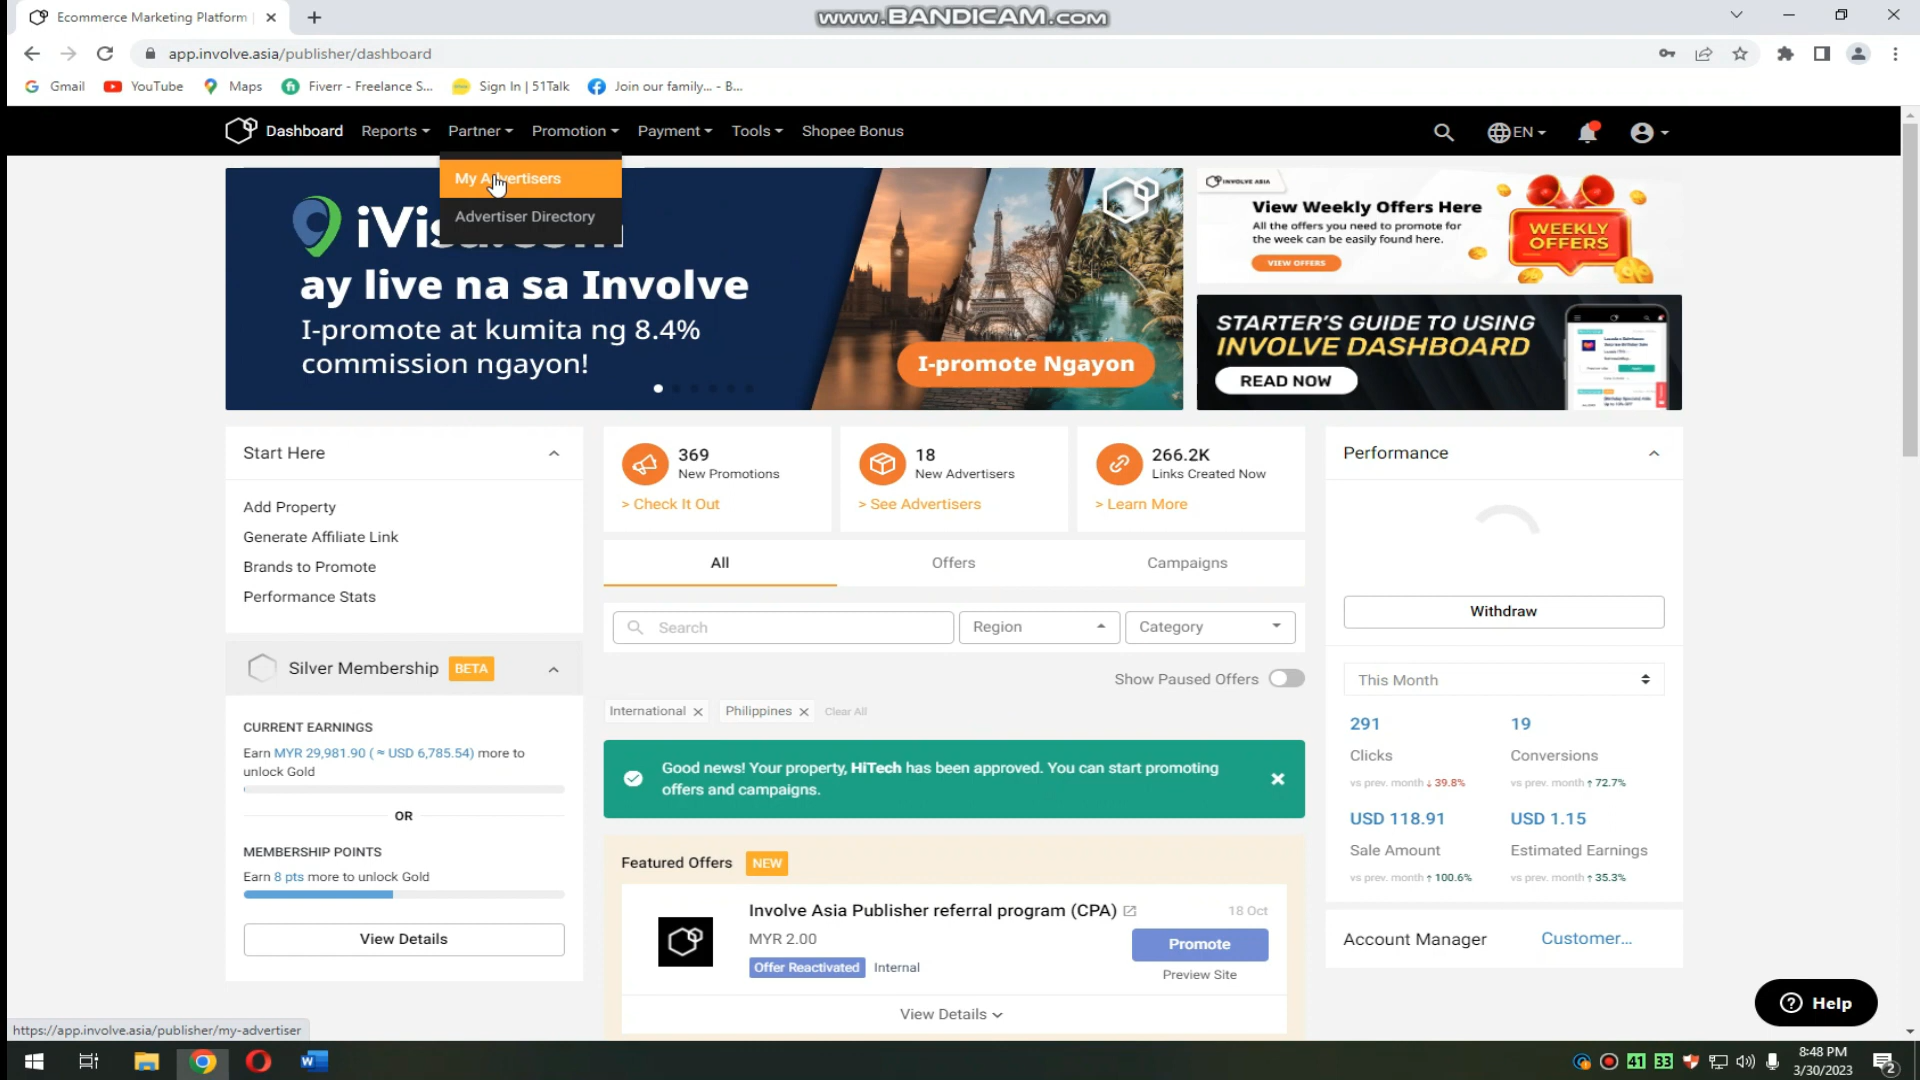 Ecommerce Marketing Platform
www.BANDICAM.com
app.involve.asia/publisher/dashboard
Gmail
YouTube
Maps
Fiverr - Freelance S...
Sign In | 51Talk
Join our family... - B...
Dashboard
Reports
Partner
Promotion
Payment
Tools
Shopee Bonus
EN
My Advertisers
Advertiser Directory
ay live na sa Involve
I-promote at kumita ng 8.4%
commission ngayon!
I-promote Ngayon
INVOLVE ASIA
View Weekly Offers Here
All the offers you need to promote for
the week can be easily found here.
VIEW OFFERS
WEEKLY
OFFERS
STARTER'S GUIDE TO USING
INVOLVE DASHBOARD
READ NOW
Start Here
Add Property
Generate Affiliate Link
Brands to Promote
Performance Stats
Silver Membership BETA
CURRENT EARNINGS
Earn MYR 29,981.90 ( ≈ USD 6,785.54) more to
unlock Gold
OR
MEMBERSHIP POINTS
Earn 8 pts more to unlock Gold
View Details
369
New Promotions
> Check It Out
18
New Advertisers
> See Advertisers
266.2K
Links Created Now
> Learn More
All
Offers
Campaigns
Search
Region
Category
Show Paused Offers
International
Philippines
Clear All
Good news! Your property, HiTech has been approved. You can start promoting
offers and campaigns.
Featured Offers NEW
Involve Asia Publisher referral program (CPA)
18 Oct
MYR 2.00
Promote
Offer Reactivated Internal
Preview Site
View Details
Performance
Withdraw
This Month
291
19
Clicks
Conversions
vs prev. month ↓ 39.8%
vs prev. month ↑ 72.7%
USD 118.91
USD 1.15
Sale Amount
Estimated Earnings
vs prev. month ↑ 100.6%
vs prev. month ↑ 35.3%
Account Manager
Customer...
Help
https://app.involve.asia/publisher/my-advertiser
41
33
8:48 PM
3/30/2023
2